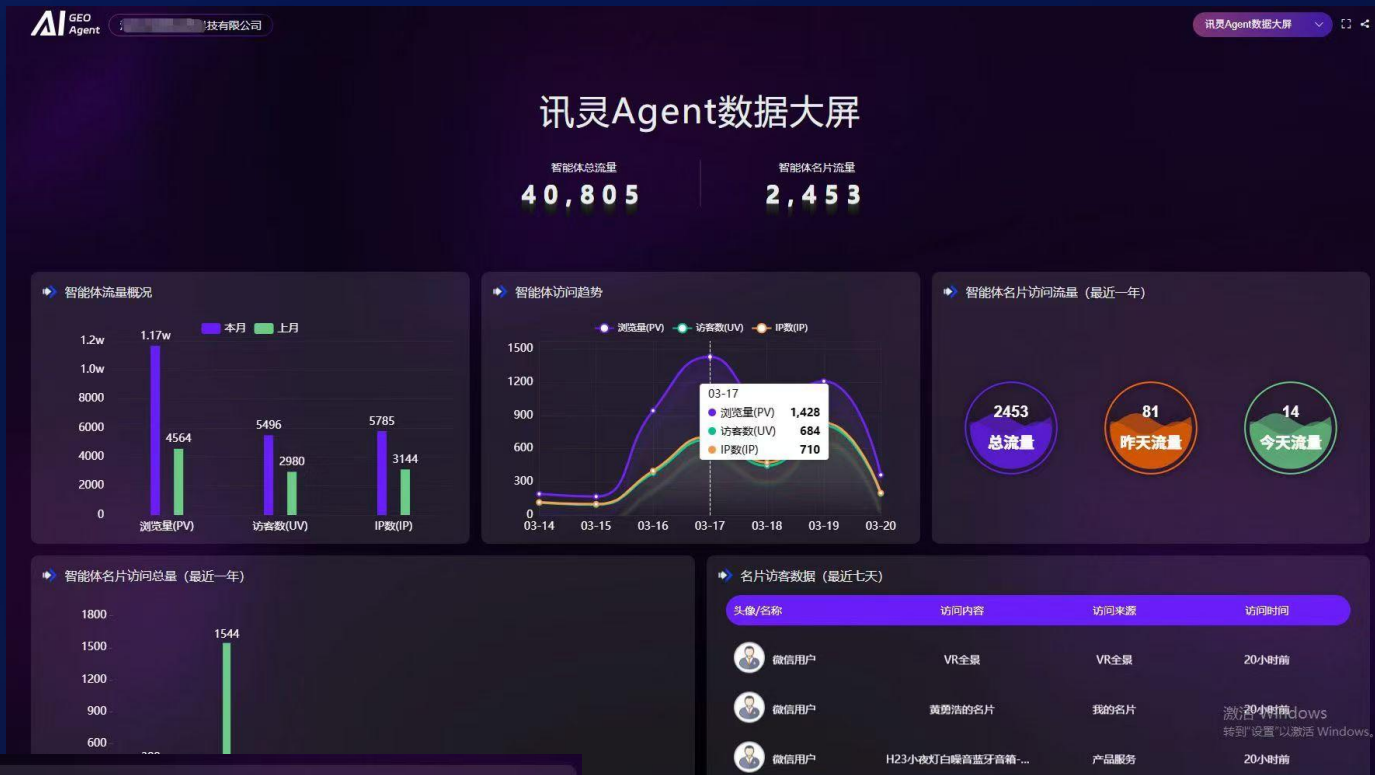 AI GEO Agent
技有限公司
讯灵Agent数据大屏
讯灵Agent数据大屏
智能体总流量 智能体名片流量
40,805 2,453
智能体流量概况
本月 上月
1.2w
1.0w
8000
6000
4000
2000
0
1.17w
4564
5496
2980
5785
3144
浏览量(PV) 访客数(UV) IP数(IP)
智能体访问趋势
浏览量(PV) 访客数(UV) IP数(IP)
1500
1200
900
600
300
0
03-17
浏览量(PV) 1,428
访客数(UV) 684
IP数(IP) 710
03-14 03-15 03-16 03-17 03-18 03-19 03-20
智能体名片访问流量（最近一年）
2453 81 14
总流量 昨天流量 今天流量
智能体名片访问总量（最近一年）
1800
1500
1200
900
600
1544
名片访客数据（最近七天）
头像/名称 访问内容 访问来源 访问时间
微信用户 VR全景 VR全景 20小时前
微信用户 黄勇浩的名片 我的名片 20小时前
微信用户 H23小夜灯白噪音蓝牙音箱-... 产品服务 20小时前
激活 Windows
转到"设置"以激活 Windows。